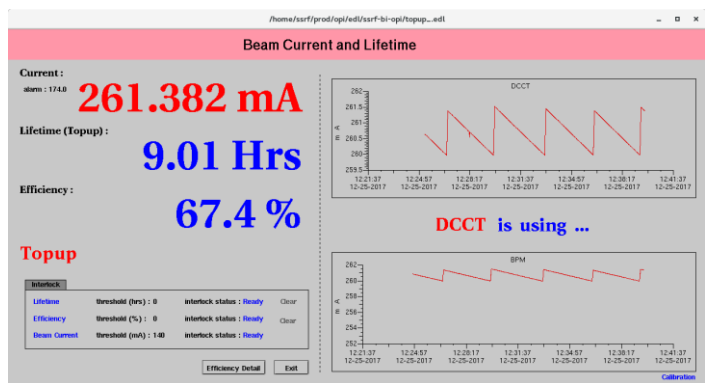 /home/ssrf/prod/opi/edl/ssrf-bi-opi/topup_.edl
Beam Current and Lifetime
Current :
alarm : 174.0
261.382 mA
Lifetime (Topup) :
9.01 Hrs
Efficiency :
67.4 %
Topup
Interlock
Lifetime threshold (hrs) : 0 interlock status : Ready Clear
Efficiency threshold (%) : 0 interlock status : Ready Clear
Beam Current threshold (mA) : 140 interlock status : Ready
Efficiency Detail Exit
DCCT
262
261.5
261
260.5
260
259.5
m A
12:21:37 12:24:57 12:28:17 12:31:37 12:34:57 12:38:17 12:41:37
12-25-2017 12-25-2017 12-25-2017 12-25-2017 12-25-2017 12-25-2017 12-25-2017
DCCT is using ...
BPM
262
260
258
256
254
252
m A
12:21:37 12:24:57 12:28:17 12:31:37 12:34:57 12:38:17 12:41:37
12-25-2017 12-25-2017 12-25-2017 12-25-2017 12-25-2017 12-25-2017 12-25-2017
Calibration